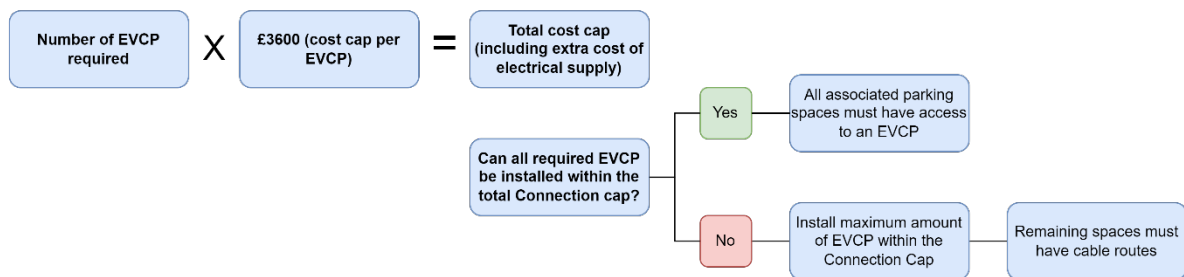 Number of EVCP
required
X
£3600 (cost cap per
EVCP)
=
Total cost cap
(including extra cost of
electrical supply)
Can all required EVCP
be installed within the
total Connection cap?
Yes
All associated parking
spaces must have access
to an EVCP
No
Install maximum amount
of EVCP within the
Connection Cap
Remaining spaces must
have cable routes